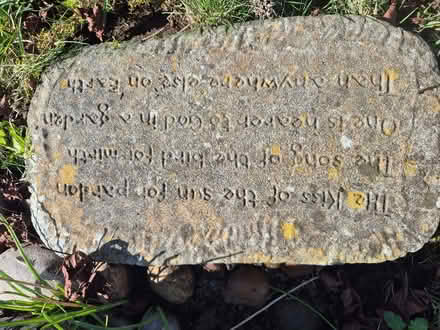 The Kiss of the sun for pardon
The song of the bird for mirth
One is nearer to God in a garden
Than anywhere else on Earth